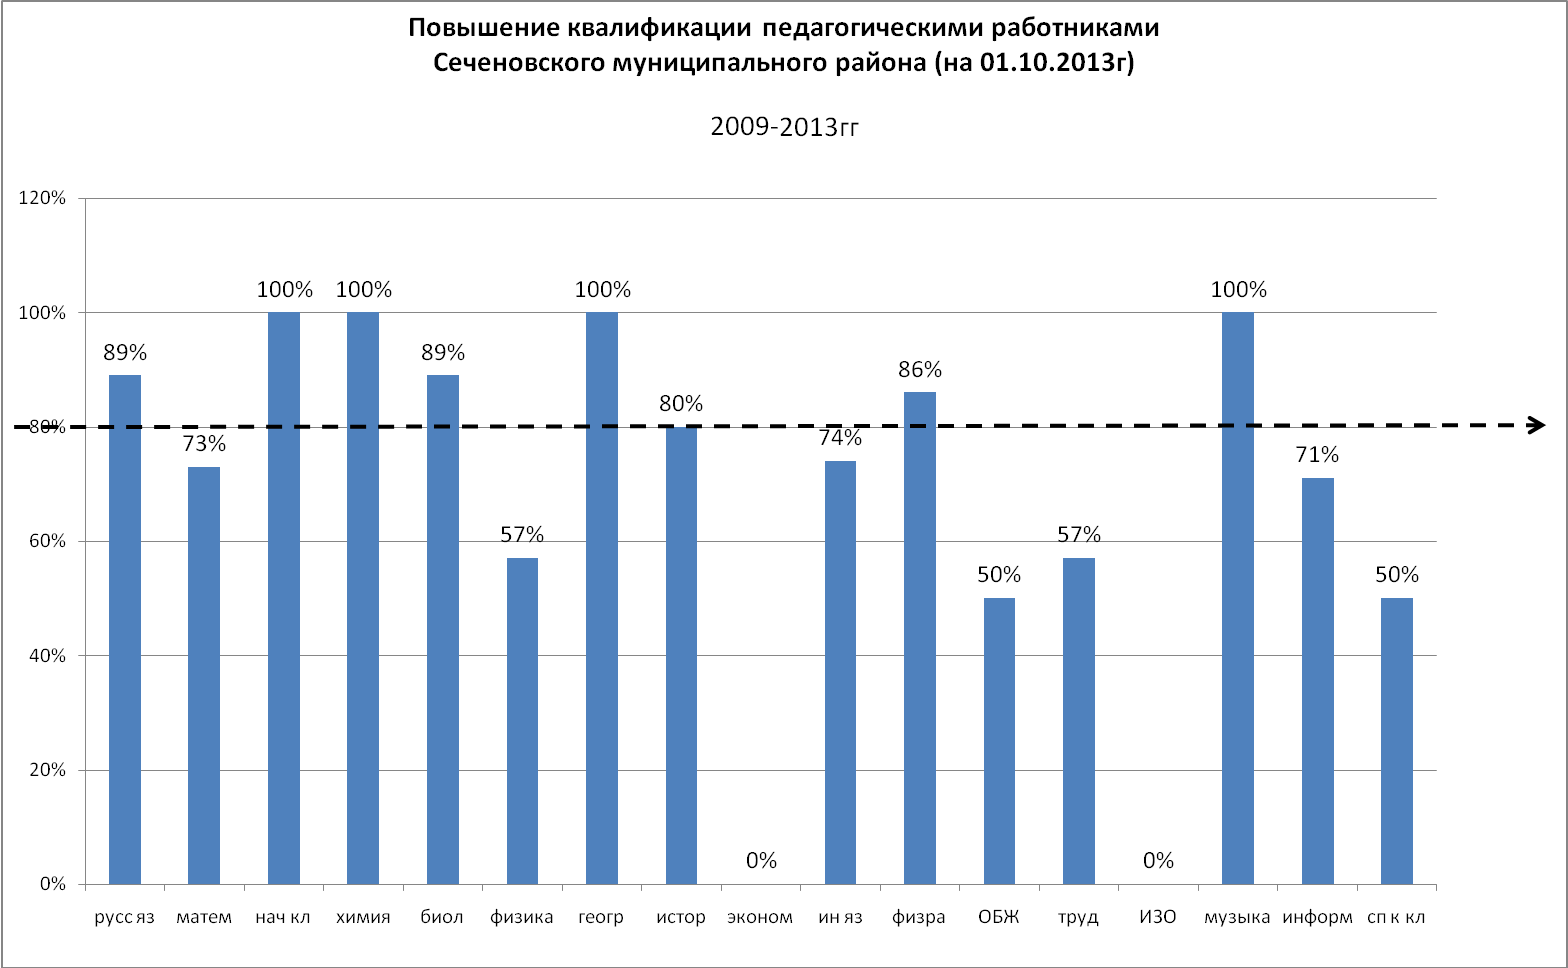 Повышение квалификации педагогическими работниками
Сеченовского муниципального района (на 01.10.2013г)
2009-2013гг
120%
100%
80%
60%
40%
20%
0%
89%
73%
100%
100%
89%
57%
100%
80%
0%
74%
86%
50%
57%
0%
100%
71%
50%
русс яз
матем
нач кл
химия
биол
физика
геогр
истор
эконом
ин яз
физра
ОБЖ
труд
ИЗО
музыка
информ
сп к кл